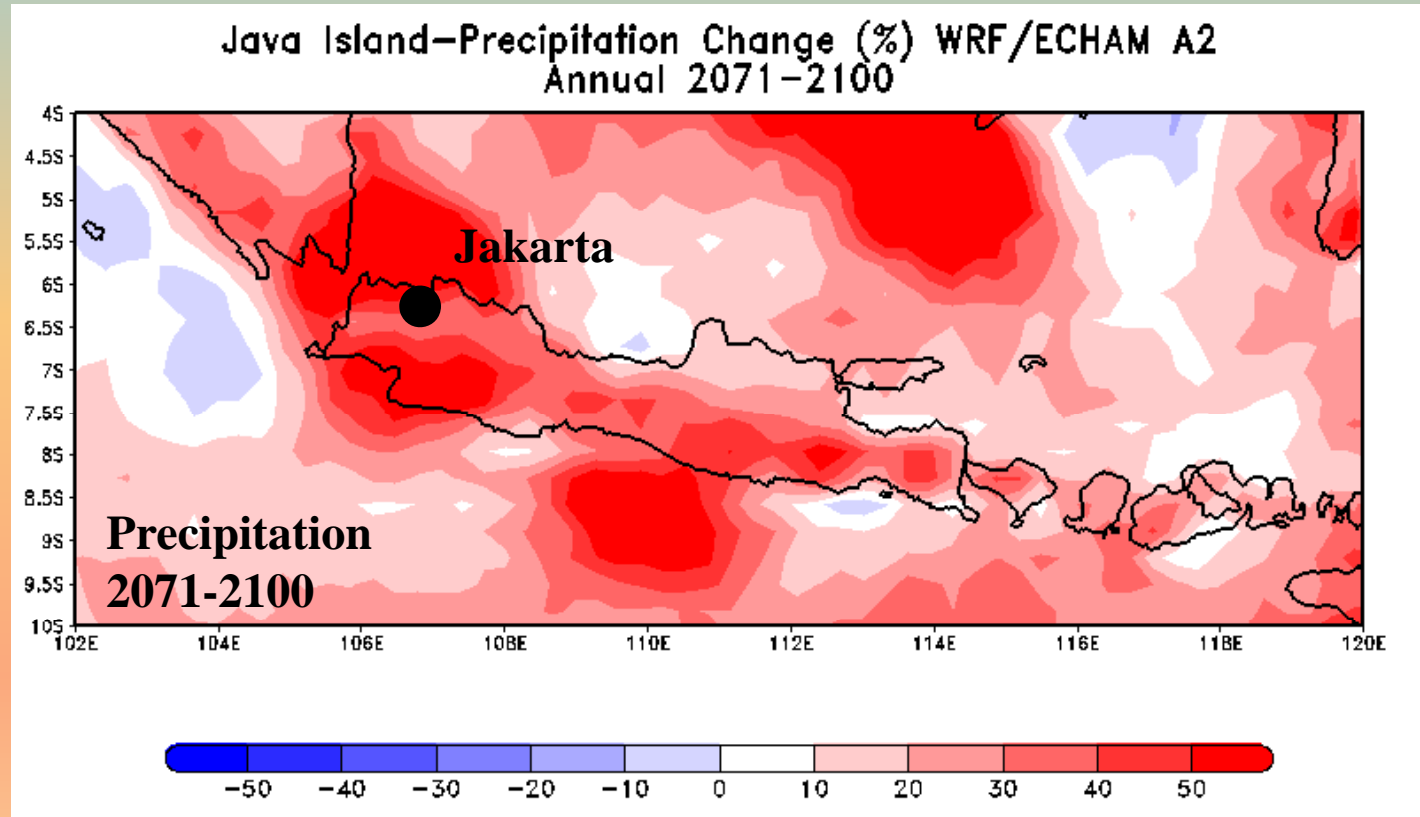 Java Island-Precipitation Change (%) WRF/ECHAM A2
Annual 2071-2100
4S
4.5S
5S
5.5S
6S
6.5S
7S
7.5S
8S
8.5S
9S
9.5S
10S
Jakarta
Precipitation
2071-2100
102E 104E 106E 108E 110E 112E 114E 116E 118E 120E
-50 -40 -30 -20 -10 0 10 20 30 40 50